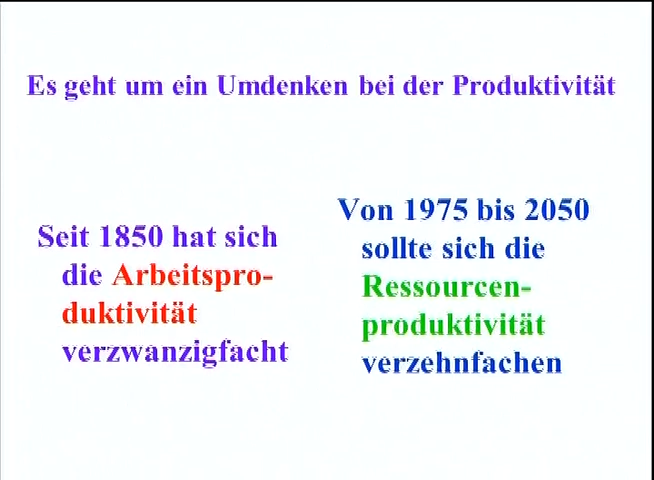 Es geht um ein Umdenken bei der Produktivität
Seit 1850 hat sich
die Arbeitspro-
duktivität
verzwanzigfacht
Von 1975 bis 2050
sollte sich die
Ressourcen-
produktivität
verzehnfachen